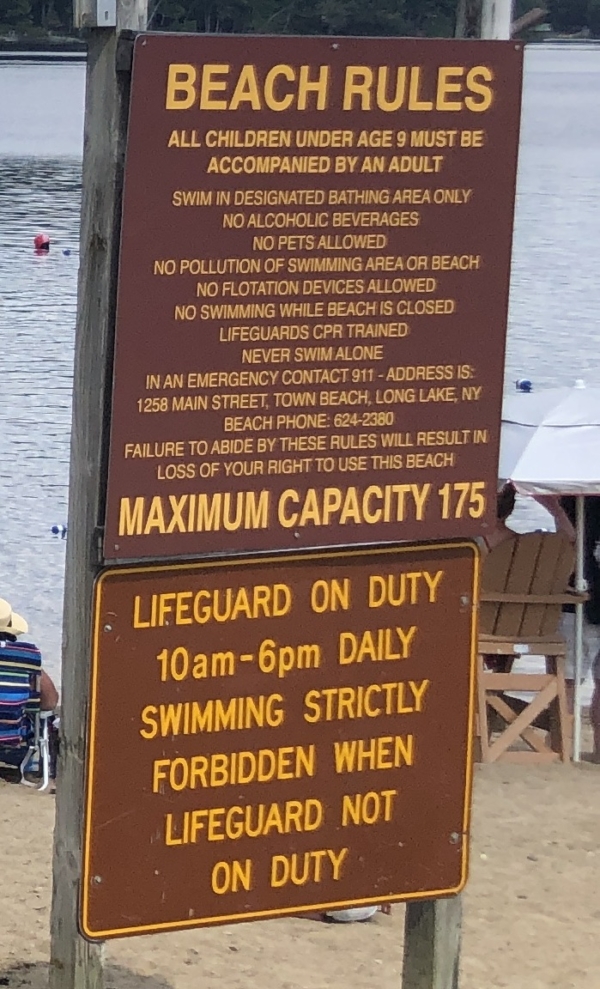 BEACH RULES
ALL CHILDREN UNDER AGE 9 MUST BE
ACCOMPANIED BY AN ADULT
SWIM IN DESIGNATED BATHING AREA ONLY
NO ALCOHOLIC BEVERAGES
NO PETS ALLOWED
NO POLLUTION OF SWIMMING AREA OR BEACH
NO FLOTATION DEVICES ALLOWED
NO SWIMMING WHILE BEACH IS CLOSED
LIFEGUARDS CPR TRAINED
NEVER SWIM ALONE
IN AN EMERGENCY CONTACT 911 - ADDRESS IS:
1258 MAIN STREET, TOWN BEACH, LONG LAKE, NY
BEACH PHONE: 624-2380
FAILURE TO ABIDE BY THESE RULES WILL RESULT IN
LOSS OF YOUR RIGHT TO USE THIS BEACH
MAXIMUM CAPACITY 175
LIFEGUARD ON DUTY
10am-6pm DAILY
SWIMMING STRICTLY
FORBIDDEN WHEN
LIFEGUARD NOT
ON DUTY